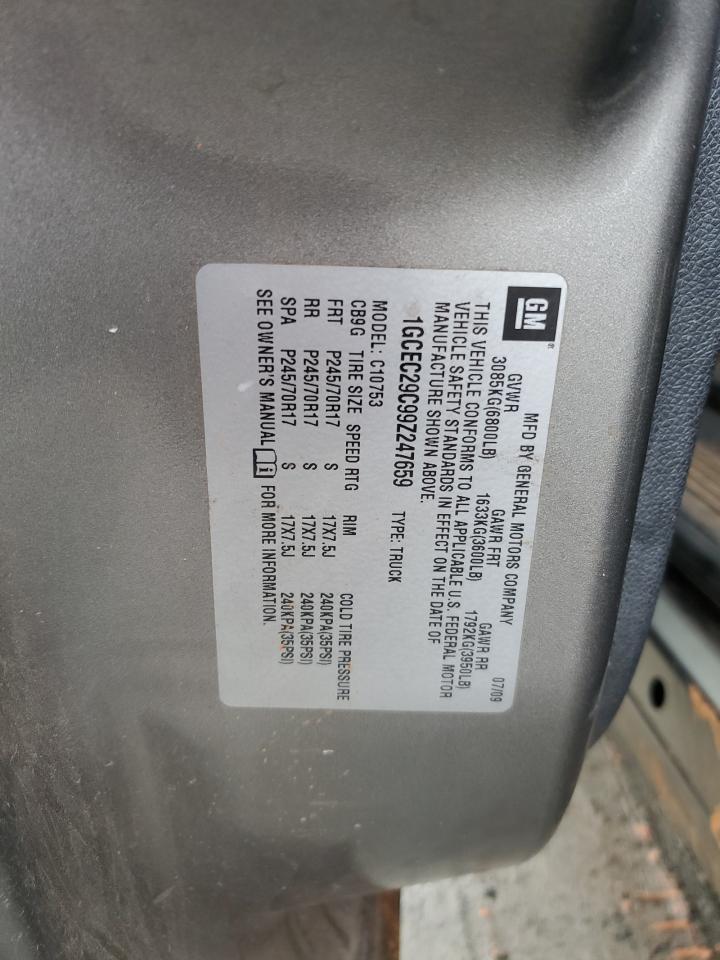 GM®
MFD BY GENERAL MOTORS COMPANY 07/09
GVWR GAWR FRT GAWR RR
3085KG(6800LB) 1633KG(3600LB) 1792KG(3950LB)
THIS VEHICLE CONFORMS TO ALL APPLICABLE U.S. FEDERAL MOTOR
VEHICLE SAFETY STANDARDS IN EFFECT ON THE DATE OF
MANUFACTURE SHOWN ABOVE.
1GCEC29C99Z247659 TYPE: TRUCK
MODEL: C10753
CB9G TIRE SIZE SPEED RTG RIM COLD TIRE PRESSURE
FRT P245/70R17 S 17X7.5J 240KPA(35PSI)
RR P245/70R17 S 17X7.5J 240KPA(35PSI)
SPA P245/70R17 S 17X7.5J 240KPA(35PSI)
SEE OWNER'S MANUAL FOR MORE INFORMATION.